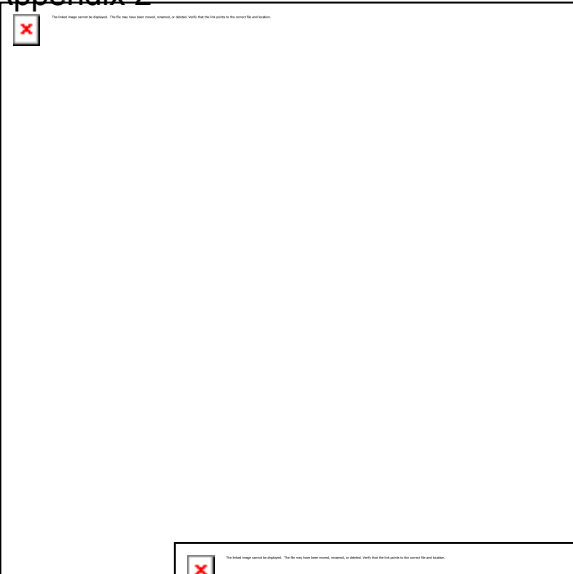 Appendix 2
The linked image cannot be displayed. The file may have been moved, renamed, or deleted. Verify that the link points to the correct file and location.
The linked image cannot be displayed. The file may have been moved, renamed, or deleted. Verify that the link points to the correct file and location.